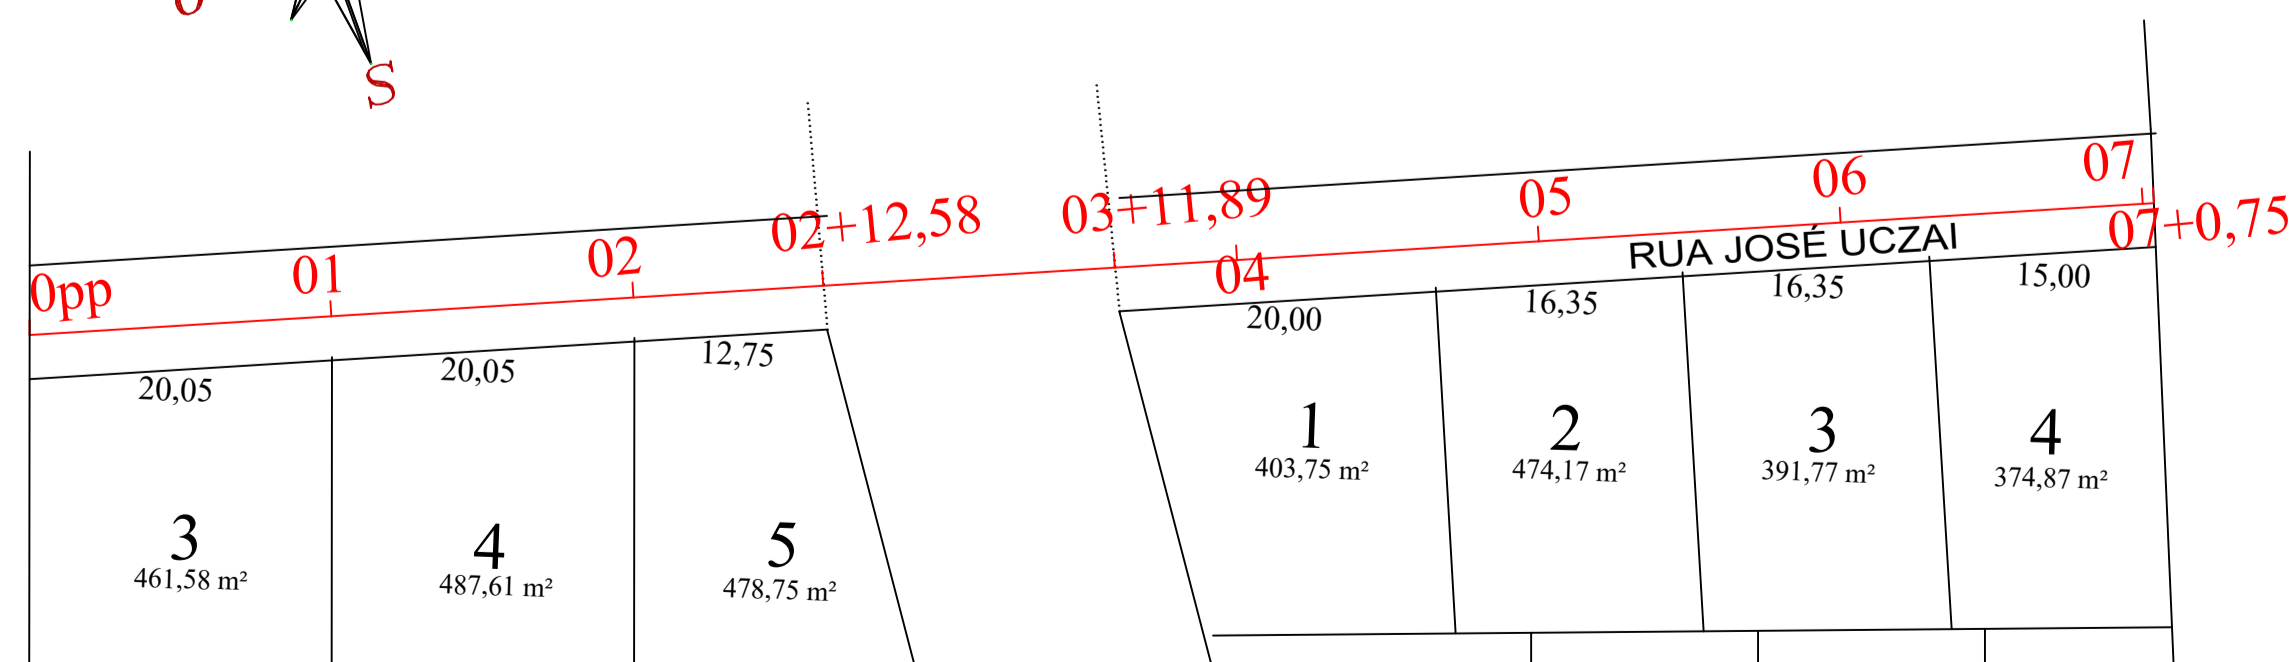 O
S
0pp
01
02
02+12,58
03+11,89
04
05
06
07
07+0,75
RUA JOSÉ UCZAI
20,05
20,05
12,75
20,00
16,35
16,35
15,00
3
461,58 m²
4
487,61 m²
5
478,75 m²
1
403,75 m²
2
474,17 m²
3
391,77 m²
4
374,87 m²